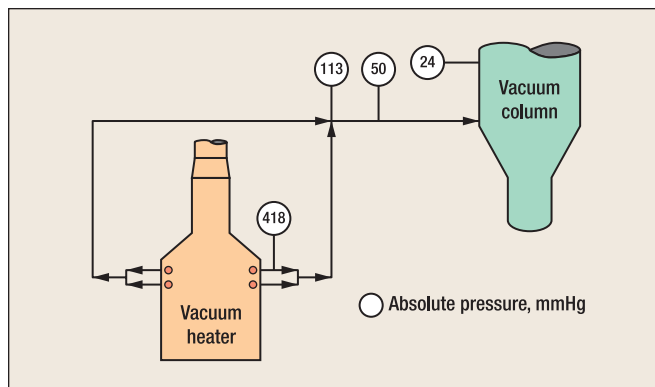 113
50
24
Vacuum
column
418
Vacuum
heater
Absolute pressure, mmHg